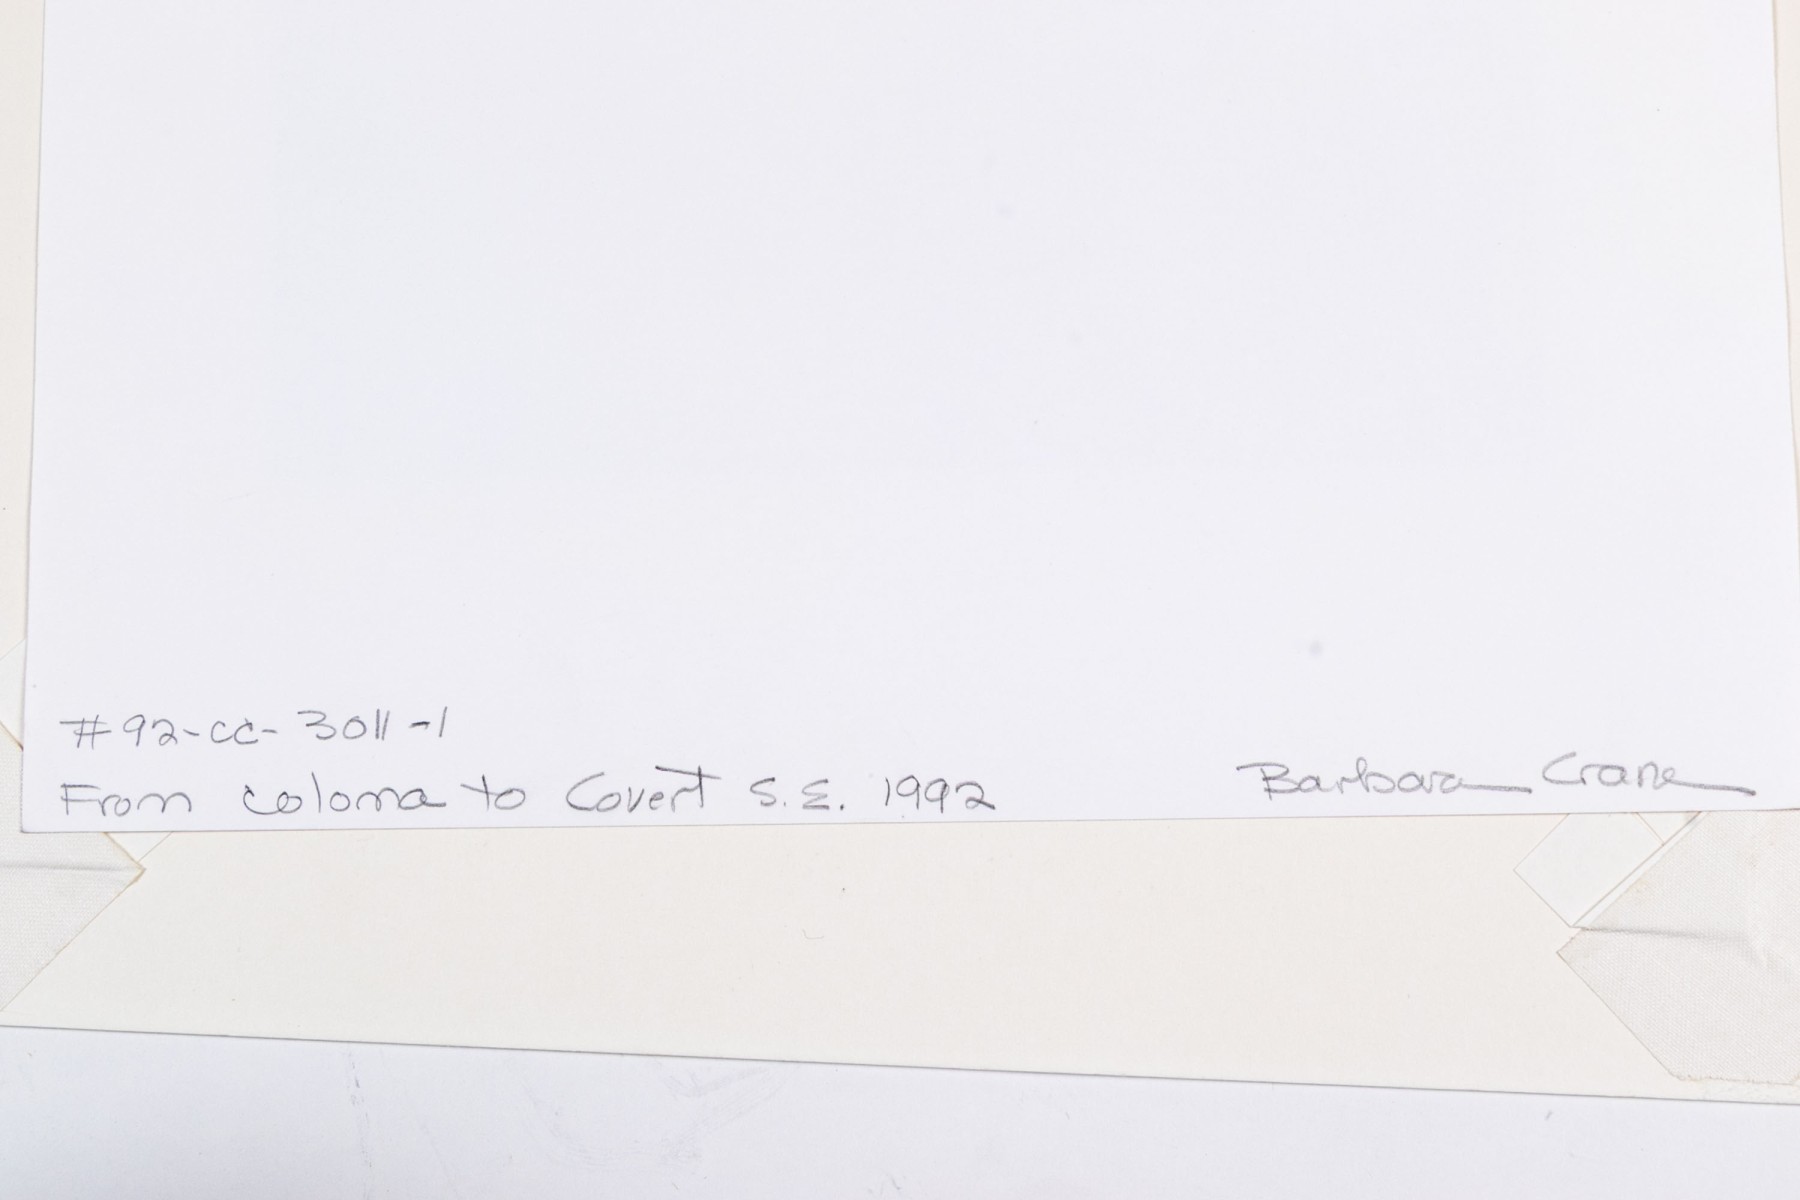 #92-CC-3011-1
From Coloma to Covert S.E. 1992
Barbara Crane